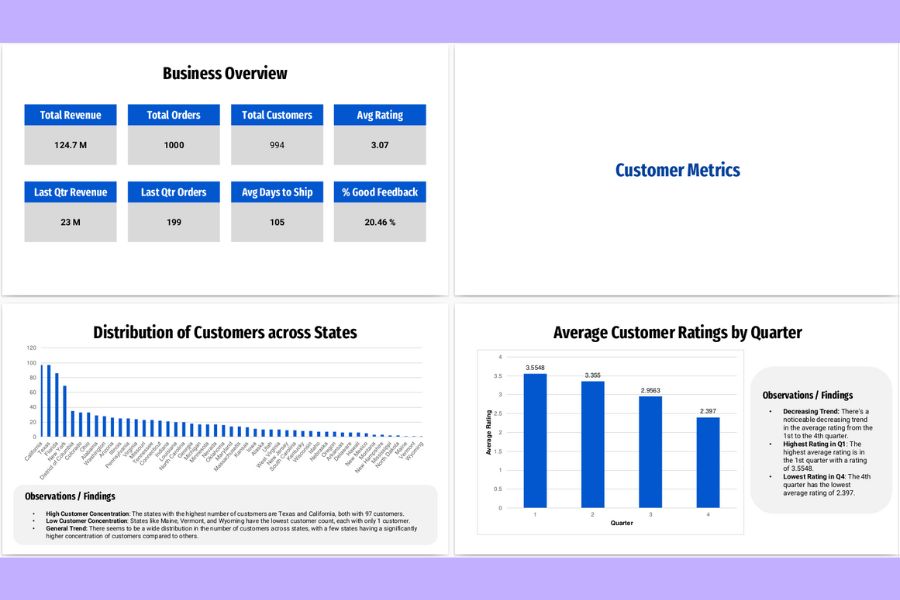 Business Overview
Total Revenue
Total Orders
Total Customers
Avg Rating
124.7 M
1000
994
3.07
Last Qtr Revenue
Last Qtr Orders
Avg Days to Ship
% Good Feedback
23 M
199
105
20.46 %
Customer Metrics
Distribution of Customers across States
120
100
80
60
40
20
0
California
Texas
Florida
New York
District of Columbia
Colorado
Ohio
Alabama
Washington
Arizona
Illinois
Pennsylvania
Virginia
Missouri
Tennessee
Connecticut
Indiana
Louisiana
North Carolina
Georgia
Michigan
Minnesota
Nevada
Oklahoma
Maryland
Massachusetts
Kansas
Iowa
Alaska
Utah
West Virginia
New Jersey
South Carolina
Kentucky
Wisconsin
Idaho
Nebraska
Oregon
Arkansas
Delaware
Hawaii
New Mexico
Mississippi
New Hampshire
Montana
North Dakota
Maine
Vermont
Wyoming
Observations / Findings
• High Customer Concentration: The states with the highest number of customers are Texas and California, both with 97 customers.
• Low Customer Concentration: States like Maine, Vermont, and Wyoming have the lowest customer count, each with only 1 customer.
• General Trend: There seems to be a wide distribution in the number of customers across states, with a few states having a significantly
higher concentration of customers compared to others.
Average Customer Ratings by Quarter
4
3.5
3
2.5
2
1.5
1
0.5
0
Average Rating
3.5548
3.355
2.9563
2.397
1
2
3
4
Quarter
Observations / Findings
• Decreasing Trend: There's a
noticeable decreasing trend
in the average rating from the
1st to the 4th quarter.
• Highest Rating in Q1: The
highest average rating is in
the 1st quarter with a rating
of 3.5548.
• Lowest Rating in Q4: The 4th
quarter has the lowest
average rating of 2.397.